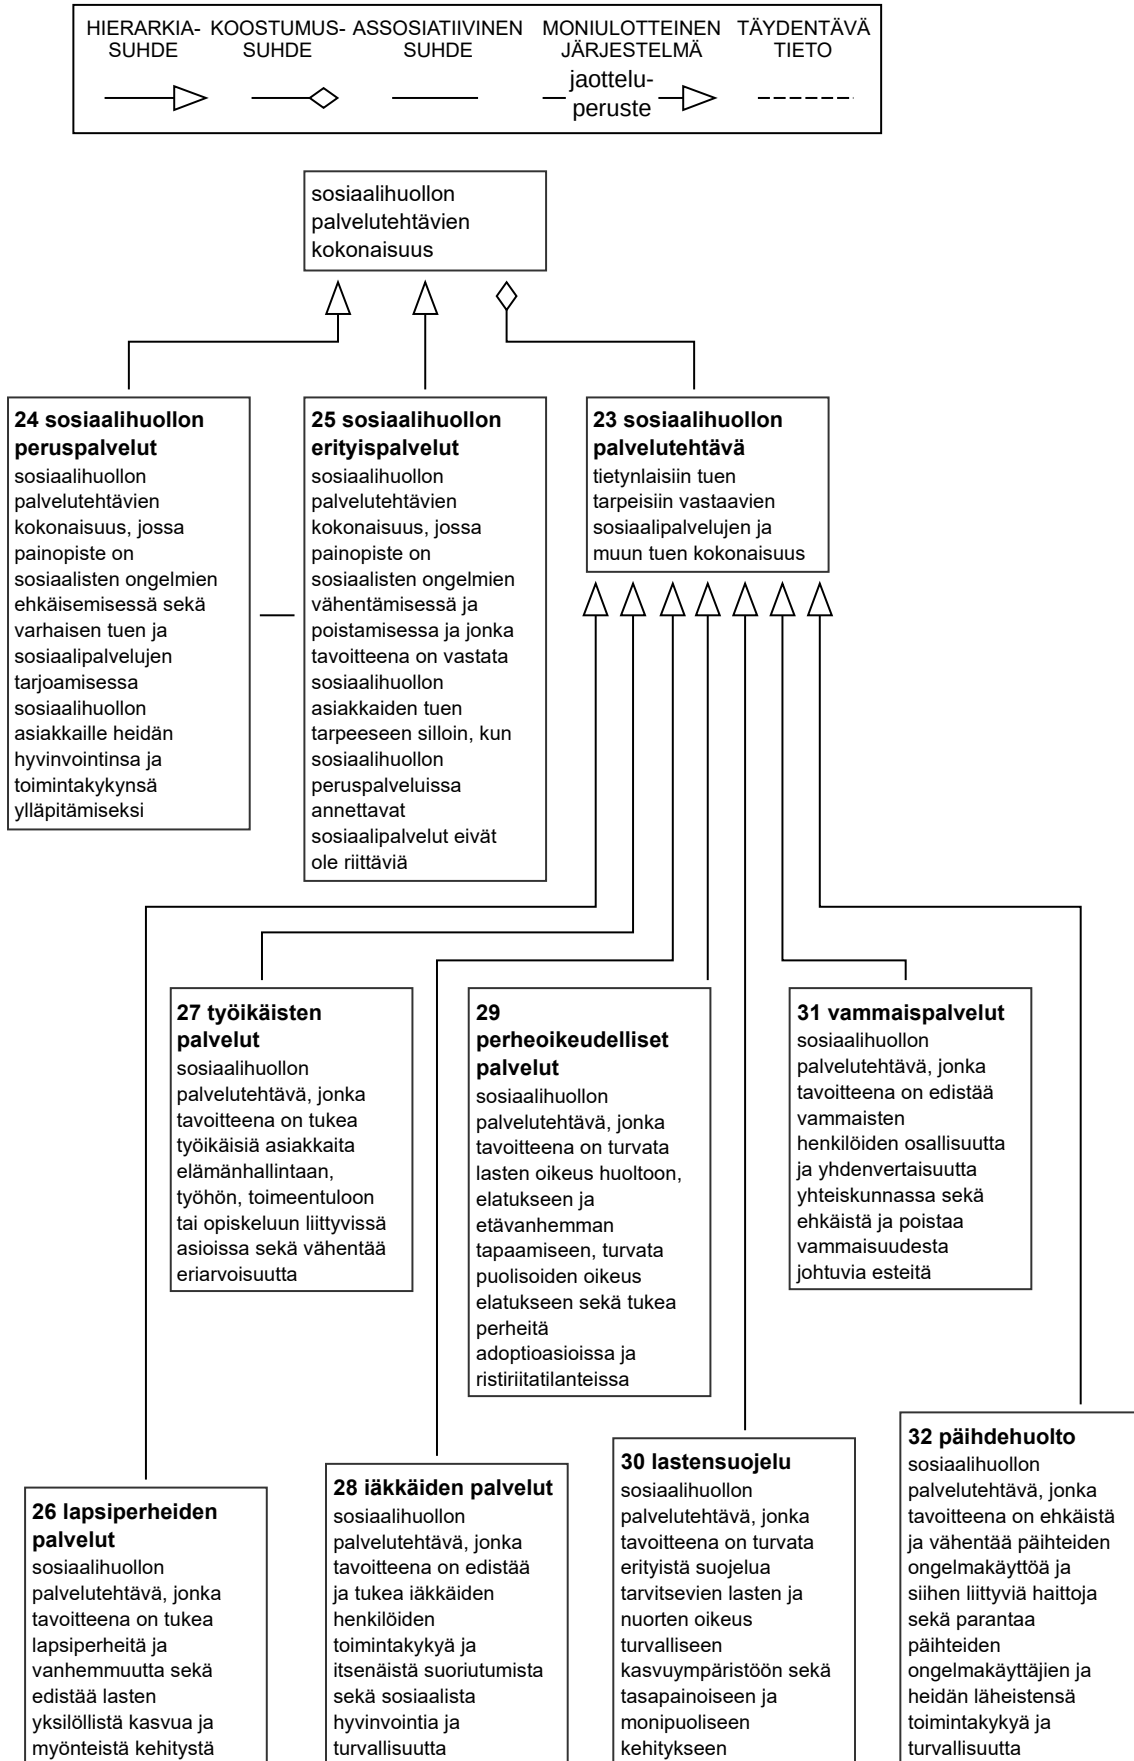 HIERARKIA-
SUHDE
KOOSTUMUS-
SUHDE
ASSOSIATIIVINEN
SUHDE
MONIULOTTEINEN
JÄRJESTELMÄ
TÄYDENTÄVÄ
TIETO
jaottelu-
peruste
sosiaalihuollon
palvelutehtävien
kokonaisuus
24 sosiaalihuollon
peruspalvelut
sosiaalihuollon
palvelutehtävien
kokonaisuus, jossa
painopiste on
sosiaalisten ongelmien
ehkäisemisessä sekä
varhaisen tuen ja
sosiaalipalvelujen
tarjoamisessa
sosiaalihuollon
asiakkaille heidän
hyvinvointinsa ja
toimintakykynsä
ylläpitämiseksi
25 sosiaalihuollon
erityispalvelut
sosiaalihuollon
palvelutehtävien
kokonaisuus, jossa
painopiste on
sosiaalisten ongelmien
vähentämisessä ja
poistamisessa ja jonka
tavoitteena on vastata
sosiaalihuollon
asiakkaiden tuen
tarpeeseen silloin, kun
sosiaalihuollon
peruspalveluissa
annettavat
sosiaalipalvelut eivät
ole riittäviä
23 sosiaalihuollon
palvelutehtävä
tietynlaisiin tuen
tarpeisiin vastaavien
sosiaalipalvelujen ja
muun tuen kokonaisuus
27 työikäisten
palvelut
sosiaalihuollon
palvelutehtävä, jonka
tavoitteena on tukea
työikäisiä asiakkaita
elämänhallintaan,
työhön, toimeentuloon
tai opiskeluun liittyvissä
asioissa sekä vähentää
eriarvoisuutta
29
perheoikeudelliset
palvelut
sosiaalihuollon
palvelutehtävä, jonka
tavoitteena on turvata
lasten oikeus huoltoon,
elatukseen ja
etävanhemman
tapaamiseen, turvata
puolisoiden oikeus
elatukseen sekä tukea
perheitä
adoptioasioissa ja
ristiriitatilanteissa
31 vammaispalvelut
sosiaalihuollon
palvelutehtävä, jonka
tavoitteena on edistää
vammaisten
henkilöiden osallisuutta
ja yhdenvertaisuutta
yhteiskunnassa sekä
ehkäistä ja poistaa
vammaisuudesta
johtuvia esteitä
26 lapsiperheiden
palvelut
sosiaalihuollon
palvelutehtävä, jonka
tavoitteena on tukea
lapsiperheitä ja
vanhemmuutta sekä
edistää lasten
yksilöllistä kasvua ja
myönteistä kehitystä
28 iäkkäiden palvelut
sosiaalihuollon
palvelutehtävä, jonka
tavoitteena on edistää
ja tukea iäkkäiden
henkilöiden
toimintakykyä ja
itsenäistä suoriutumista
sekä sosiaalista
hyvinvointia ja
turvallisuutta
30 lastensuojelu
sosiaalihuollon
palvelutehtävä, jonka
tavoitteena on turvata
erityistä suojelua
tarvitsevien lasten ja
nuorten oikeus
turvalliseen
kasvuympäristöön sekä
tasapainoiseen ja
monipuoliseen
kehitykseen
32 päihdehuolto
sosiaalihuollon
palvelutehtävä, jonka
tavoitteena on ehkäistä
ja vähentää päihteiden
ongelmakäyttöä ja
siihen liittyviä haittoja
sekä parantaa
päihteiden
ongelmakäyttäjien ja
heidän läheistensä
toimintakykyä ja
turvallisuutta